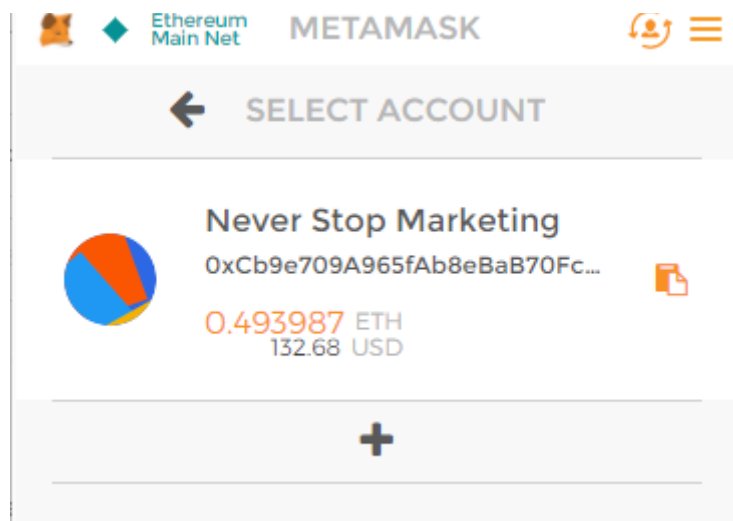 Ethereum
Main Net
METAMASK
SELECT ACCOUNT
Never Stop Marketing
0xCb9e709A965fAb8eBaB70Fc...
0.493987 ETH
132.68 USD